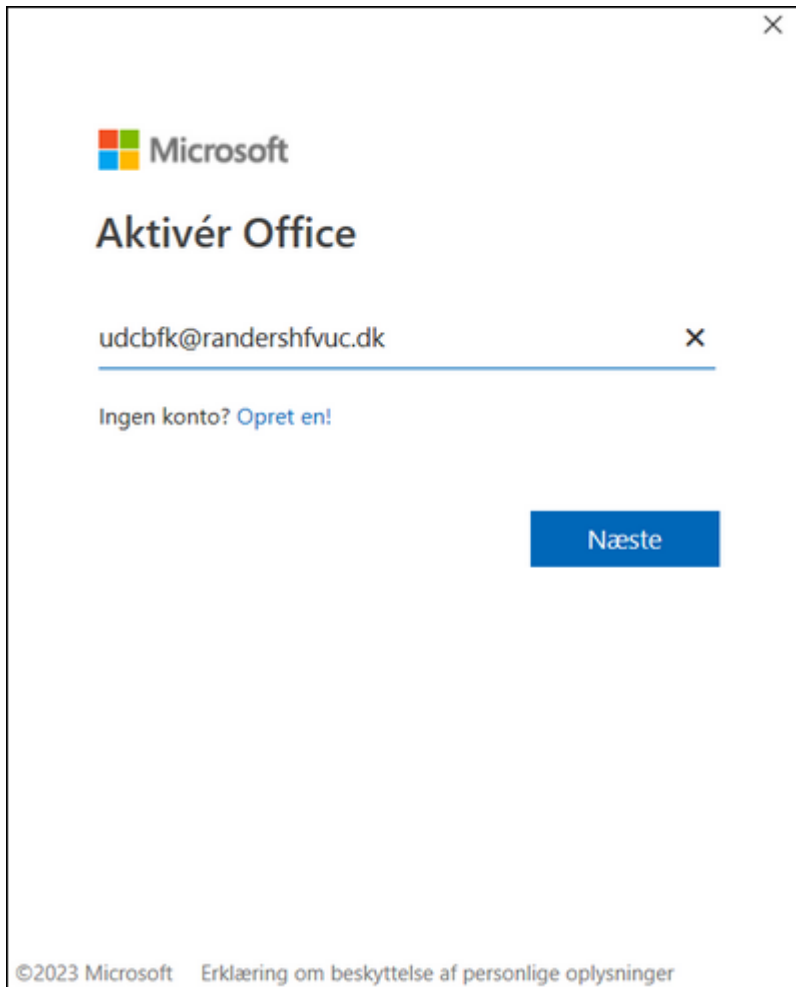 Microsoft
Aktivér Office
udcbfk@randershfvuc.dk
Ingen konto? Opret en!
Næste
©2023 Microsoft Erklæring om beskyttelse af personlige oplysninger